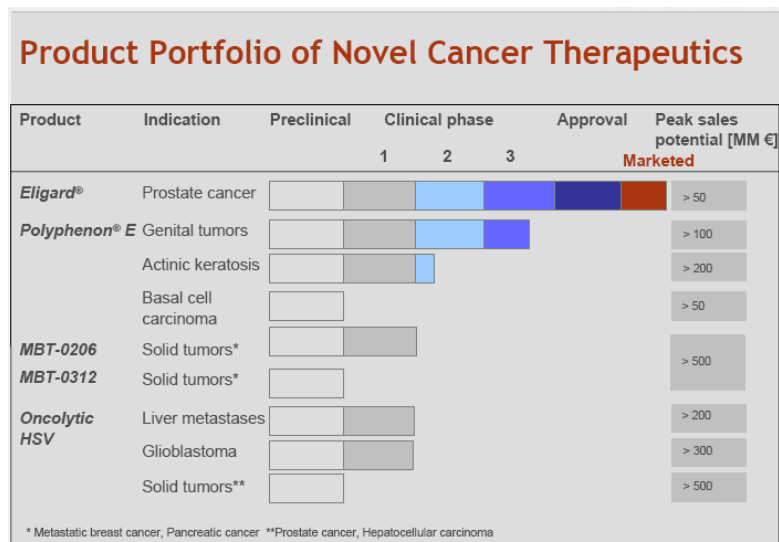 Product Portfolio of Novel Cancer Therapeutics
Product Indication Preclinical Clinical phase Approval Peak sales
potential [MM €]
1 2 3 Marketed
Eligard® Prostate cancer > 50
Polyphenon® E Genital tumors > 100
Actinic keratosis > 200
Basal cell > 50
carcinoma
MBT-0206 Solid tumors*
> 500
MBT-0312 Solid tumors*
Oncolytic Liver metastases > 200
HSV
Glioblastoma > 300
Solid tumors** > 500
* Metastatic breast cancer, Pancreatic cancer **Prostate cancer, Hepatocellular carcinoma